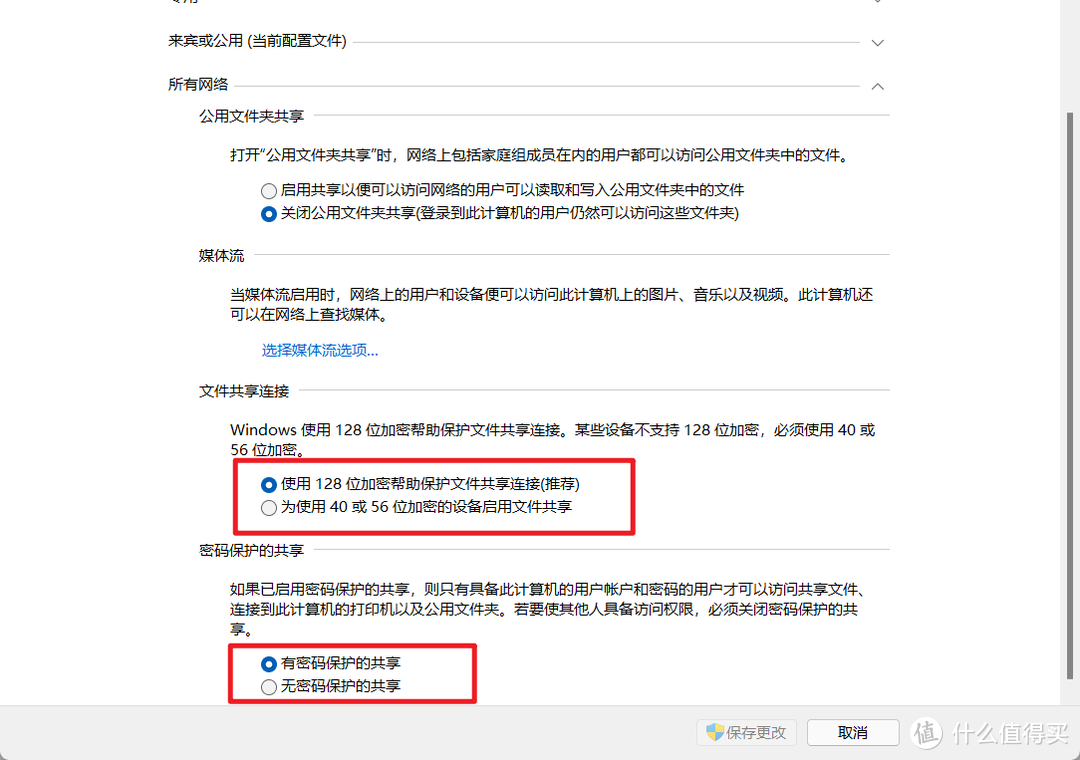 来宾或公用 (当前配置文件)
所有网络
公用文件夹共享
打开“公用文件夹共享”时，网络上包括家庭组成员在内的用户都可以访问公用文件夹中的文件。
启用共享以便可以访问网络的用户可以读取和写入公用文件夹中的文件
关闭公用文件夹共享(登录到此计算机的用户仍然可以访问这些文件夹)
媒体流
当媒体流启用时，网络上的用户和设备便可以访问此计算机上的图片、音乐以及视频。此计算机还
可以在网络上查找媒体。
选择媒体流选项...
文件共享连接
Windows 使用 128 位加密帮助保护文件共享连接。某些设备不支持 128 位加密，必须使用 40 或
56 位加密。
使用 128 位加密帮助保护文件共享连接(推荐)
为使用 40 或 56 位加密的设备启用文件共享
密码保护的共享
如果已启用密码保护的共享，则只有具备此计算机的用户帐户和密码的用户才可以访问共享文件、
连接到此计算机的打印机以及公用文件夹。若要使其他人具备访问权限，必须关闭密码保护的共
享。
有密码保护的共享
无密码保护的共享
保存更改
取消
值 什么值得买